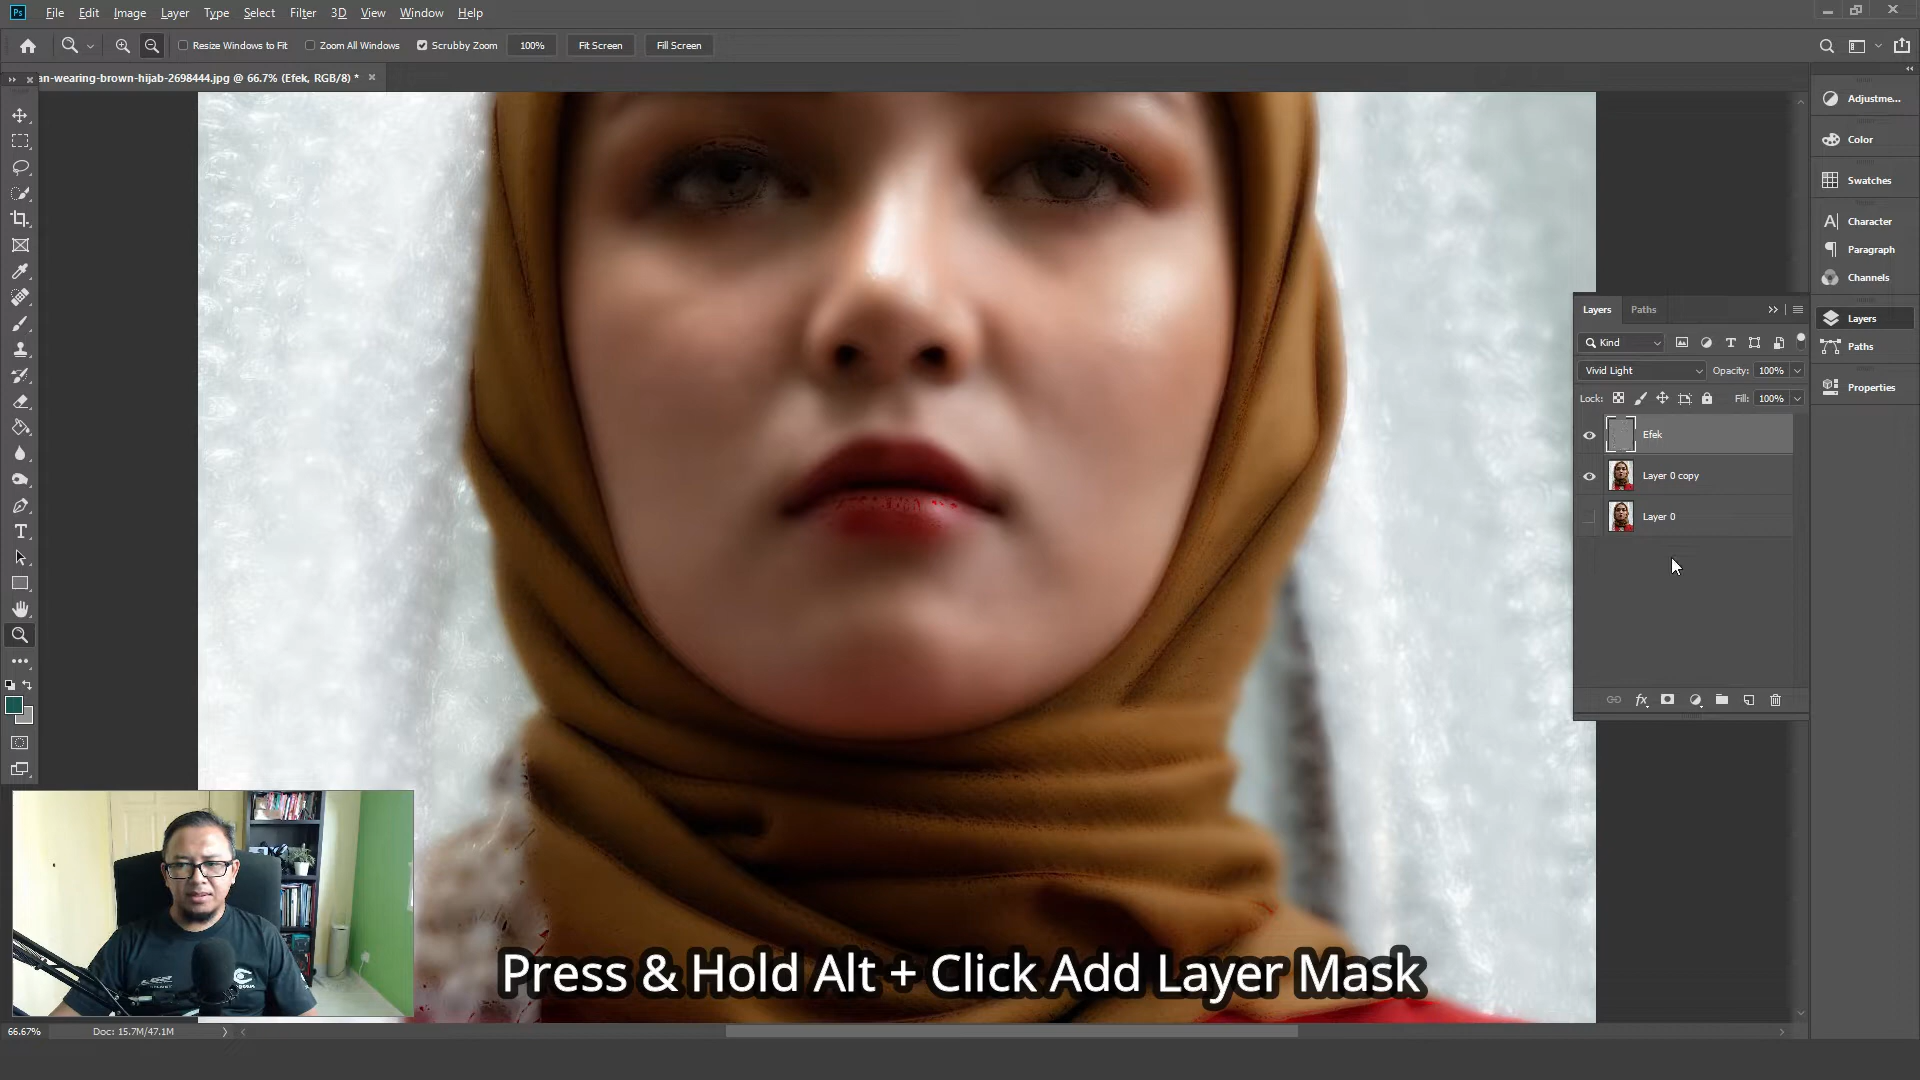 Ps File Edit Image Layer Type Select Filter 3D View Window Help
Resize Windows to Fit Zoom All Windows Scrubby Zoom 100% Fit Screen Fill Screen
an-wearing-brown-hijab-2698444.jpg @ 66.7% (Efek, RGB/8) *
Adjustme...
Color
Swatches
Character
Paragraph
Channels
Layers
Paths
Properties
Layers Paths
Kind
Vivid Light Opacity: 100%
Lock: Fill: 100%
Efek
Layer 0 copy
Layer 0
Press & Hold Alt + Click Add Layer Mask
66.67% Doc: 15.7M/47.1M